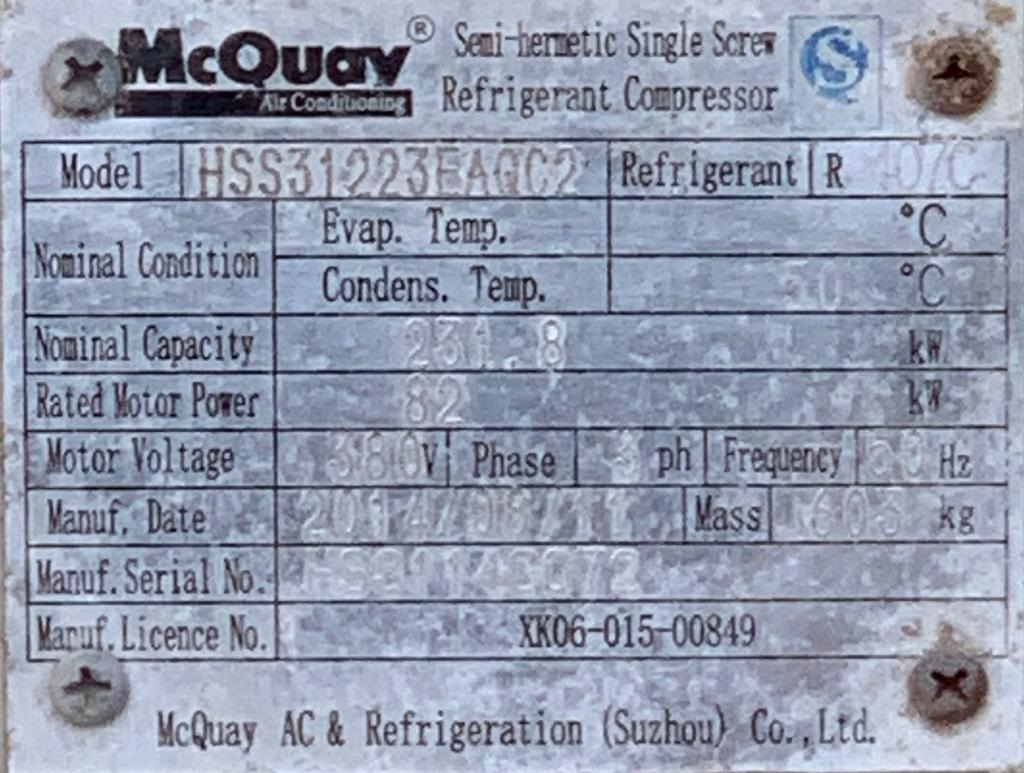 McQuay® Semi-hermetic Single Screw
Air Conditioning Refrigerant Compressor
Model HSS31223EAQC2 Refrigerant R 407C
Nominal Condition Evap. Temp. °C
Condens. Temp. °C
Nominal Capacity 231.8 kW
Rated Motor Power 82 kW
Motor Voltage 380V Phase 3 ph Frequency 50 Hz
Manuf. Date Mass kg
Manuf. Serial No.
Manuf. Licence No. XK06-015-00849
McQuay AC & Refrigeration (Suzhou) Co., Ltd.